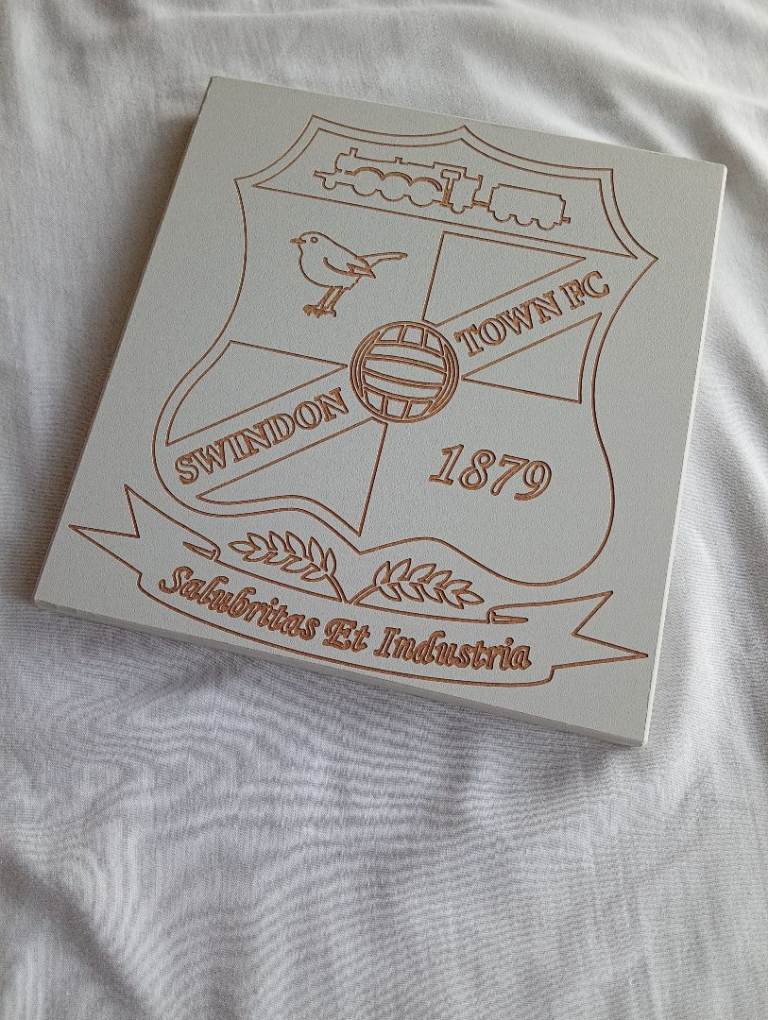 SWINDON TOWN FC
1879
Salubritas Et Industria